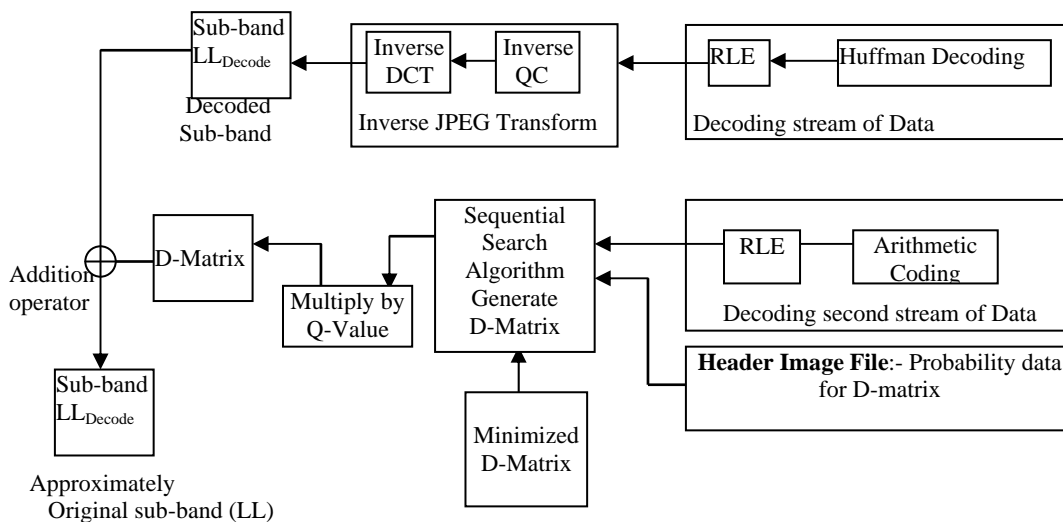 Sub-band
LL_Decode
Decoded
Sub-band
Inverse
DCT
Inverse
QC
Inverse JPEG Transform
RLE
Huffman Decoding
Decoding stream of Data
Addition
operator
D-Matrix
Multiply by
Q-Value
Sequential
Search
Algorithm
Generate
D-Matrix
RLE
Arithmetic
Coding
Decoding second stream of Data
Header Image File:- Probability data
for D-matrix
Minimized
D-Matrix
Sub-band
LL_Decode
Approximately
Original sub-band (LL)